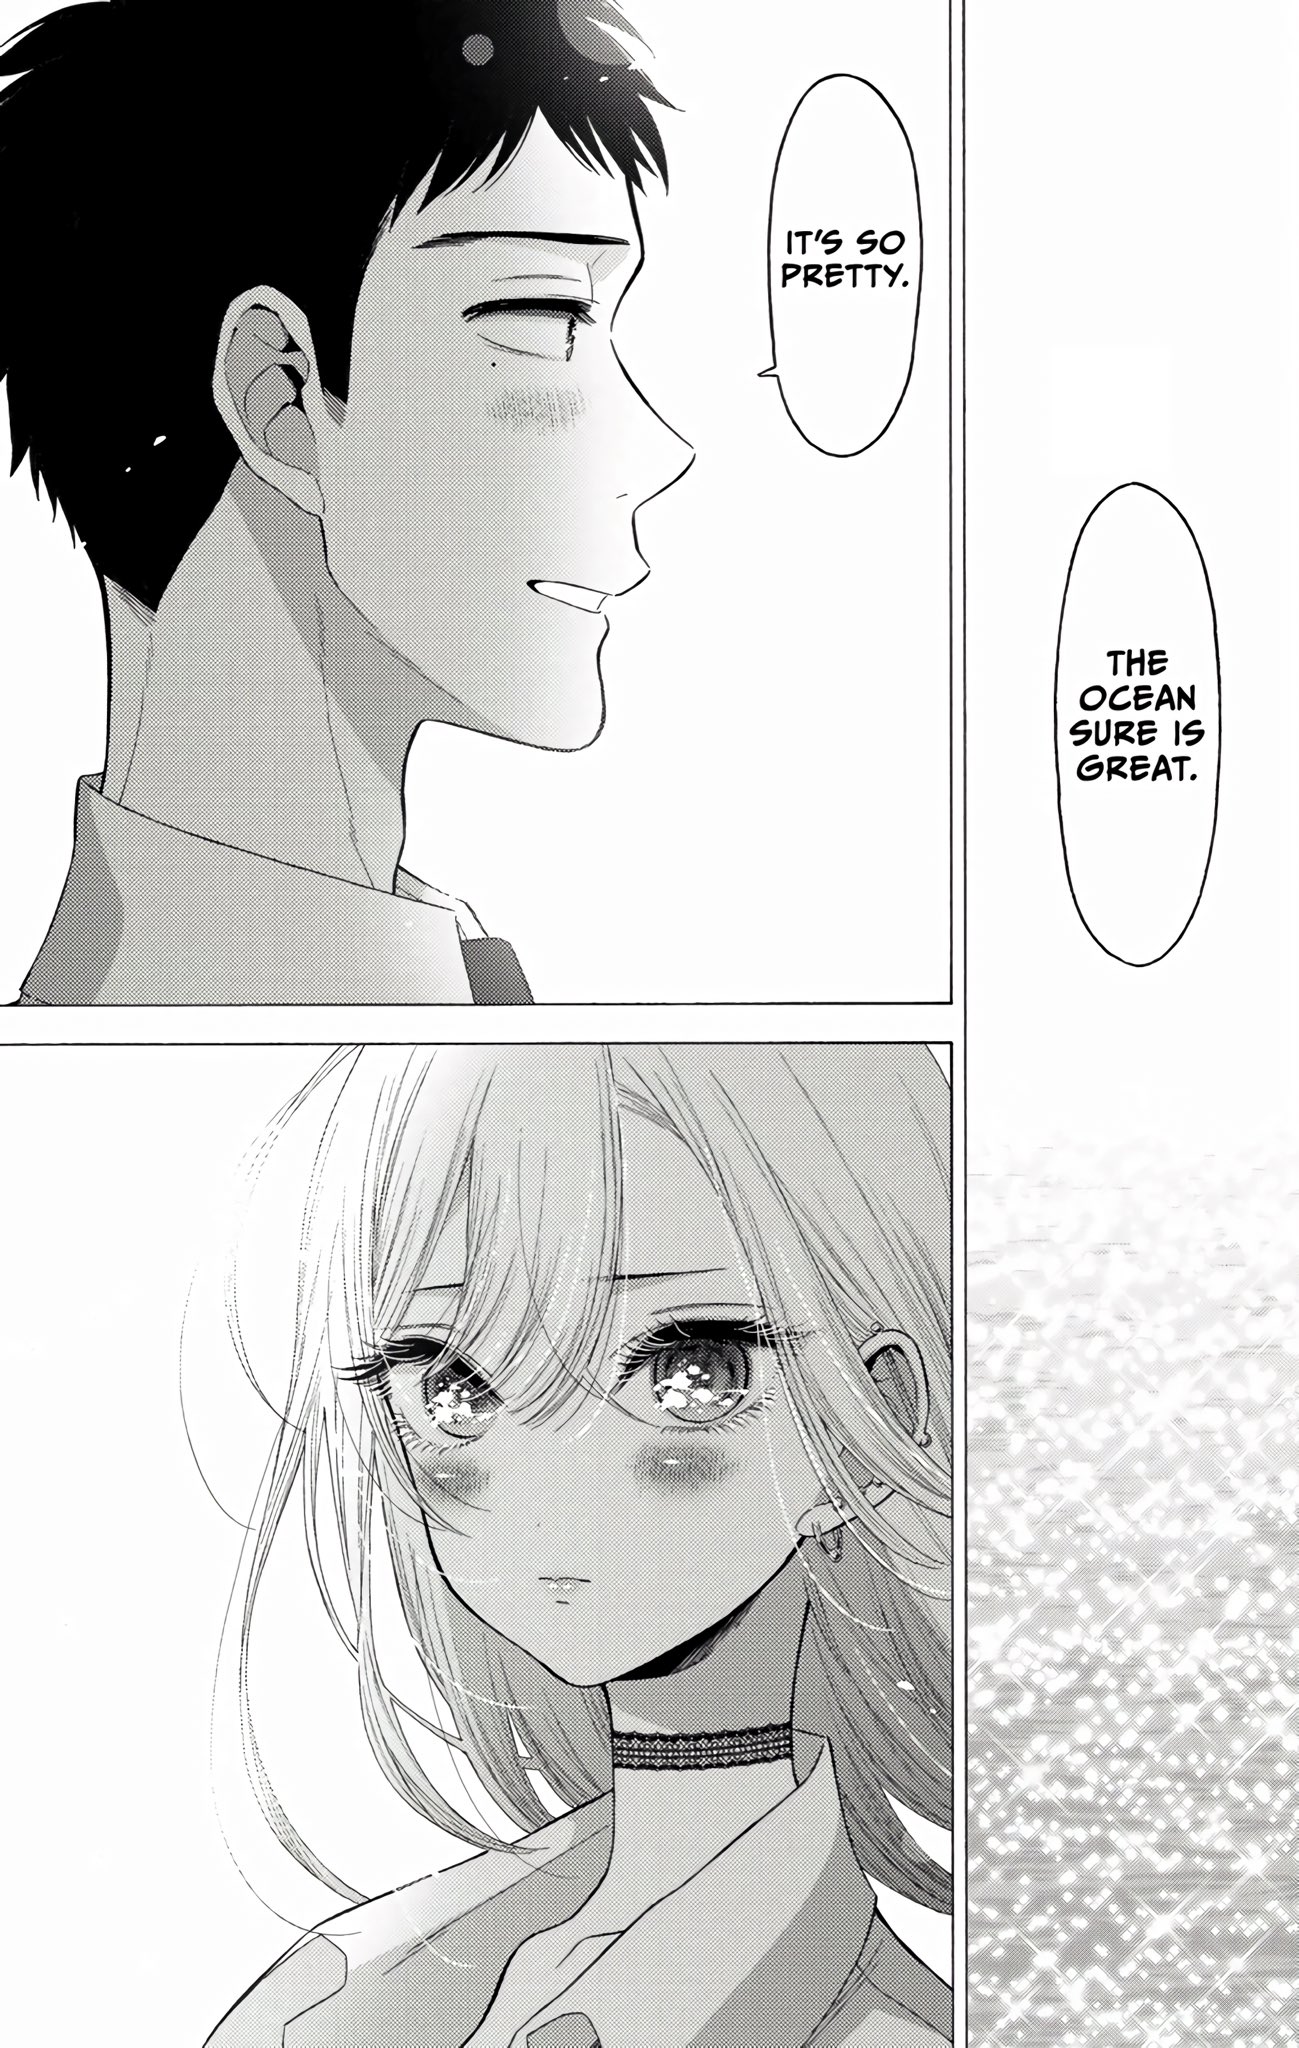 THE
OCEAN
SURE IS
GREAT.
IT'S SO
PRETTY.